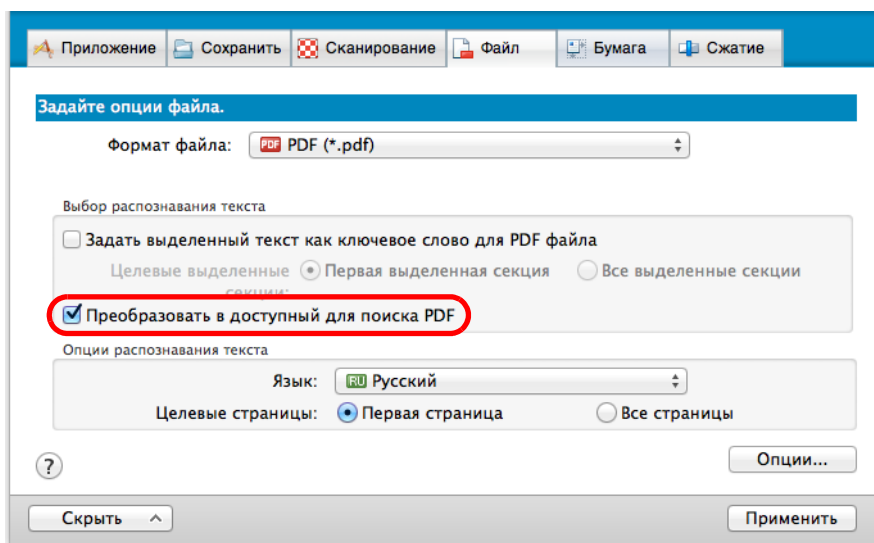 Приложение Сохранить Сканирование Файл Бумага Сжатие
Задайте опции файла.
Формат файла: PDF PDF (*.pdf)
Выбор распознавания текста
Задать выделенный текст как ключевое слово для PDF файла
Целевые выделенные секции: Первая выделенная секция Все выделенные секции
Преобразовать в доступный для поиска PDF
Опции распознавания текста
Язык: RU Русский
Целевые страницы: Первая страница Все страницы
? Опции...
Скрыть Применить